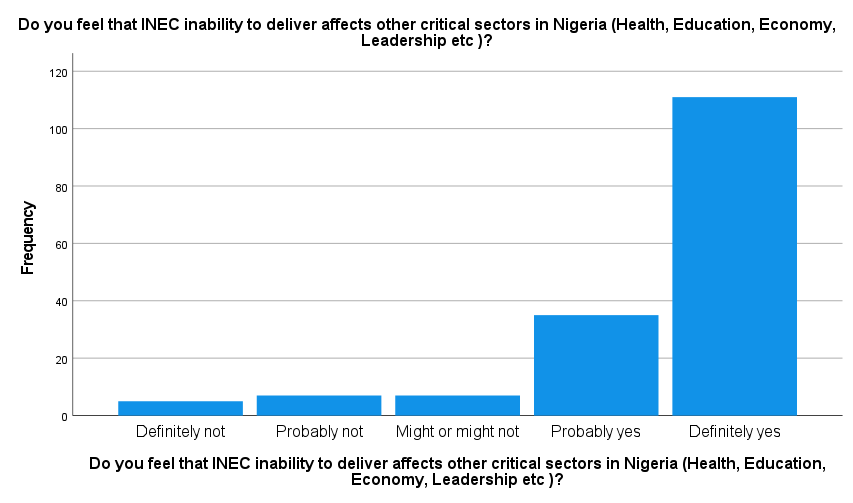 Do you feel that INEC inability to deliver affects other critical sectors in Nigeria (Health, Education, Economy,
Leadership etc )?
120
100
80
60
40
20
0
Frequency
Definitely not
Probably not
Might or might not
Probably yes
Definitely yes
Do you feel that INEC inability to deliver affects other critical sectors in Nigeria (Health, Education,
Economy, Leadership etc )?